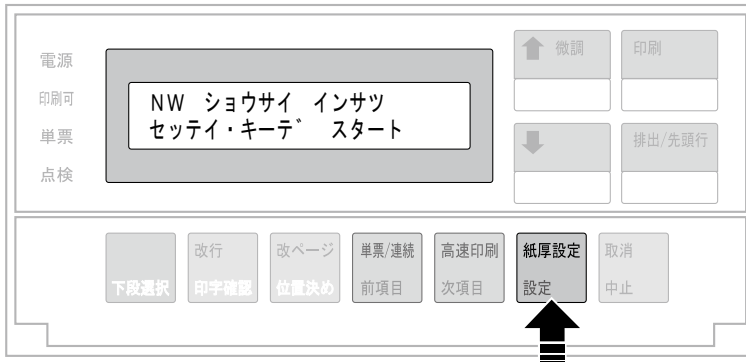 電源
印刷可
単票
点検
NW ショウサイ インサツ
セッテイ・キーデ゛ スタート
微調
印刷
排出/先頭行
下段選択
改行
印字確認
改ページ
位置決め
単票/連続
前項目
高速印刷
次項目
紙厚設定
設定
取消
中止